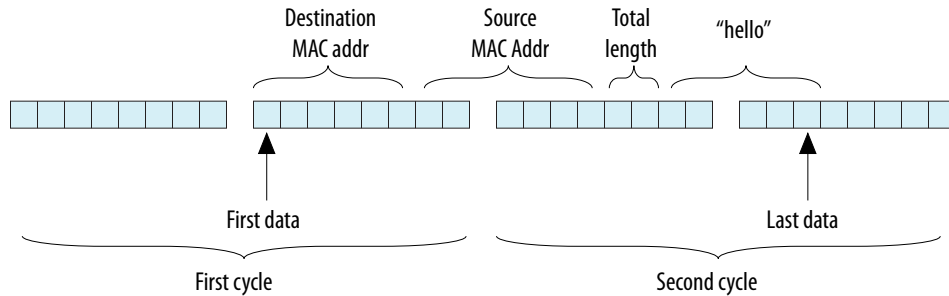 Destination
MAC addr
Source
MAC Addr
Total
length
“hello”
First data
Last data
First cycle
Second cycle